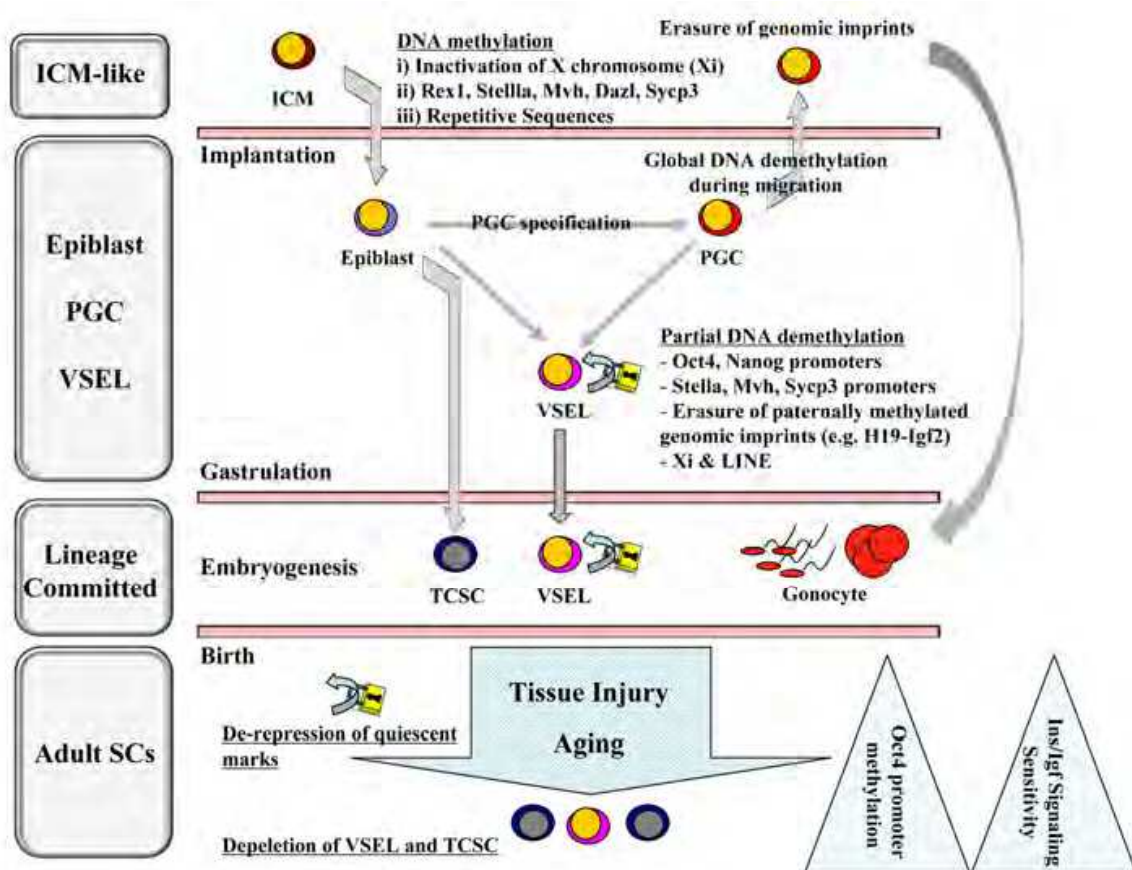 ICM-like
ICM
DNA methylation
i) Inactivation of X chromosome (Xi)
ii) Rex1, Stellla, Mvh, Dazl, Sycp3
iii) Repetitive Sequences
Erasure of genomic imprints
Implantation
Global DNA demethylation
during migration
Epiblast
PGC
VSEL
Epiblast
PGC specification
PGC
VSEL
Partial DNA demethylation
- Oct4, Nanog promoters
- Stella, Mvh, Sycp3 promoters
- Erasure of paternally methylated
genomic imprints (e.g. H19-Igf2)
- Xi & LINE
Gastrulation
Lineage
Committed
Embryogenesis
TCSC
VSEL
Gonocyte
Birth
Adult SCs
De-repression of quiescent
marks
Tissue Injury
Aging
Depeletion of VSEL and TCSC
Oct4 promoter
methylation
Ins/Igf Signaling
Sensitivity